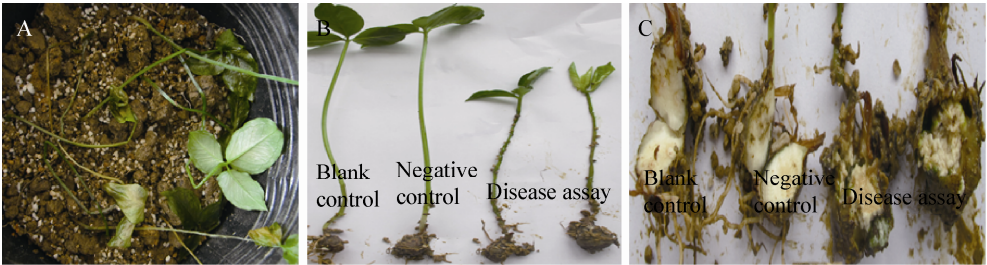 A
B
C
Blank
control
Negative
control
Disease assay
Blank
control
Negative
control
Disease assay